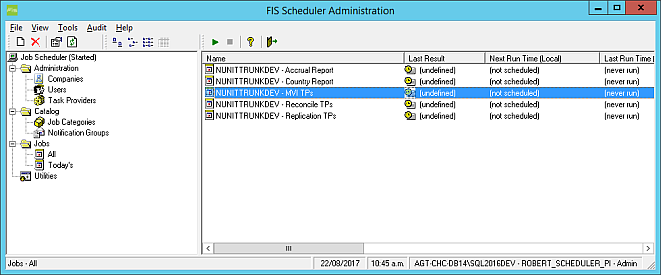 FIS Scheduler Administration
File View Tools Audit Help
Job Scheduler (Started)
Administration
Companies
Users
Task Providers
Catalog
Job Categories
Notification Groups
Jobs
All
Today's
Utilities
Name Last Result Next Run Time (Local) Last Run Time (
NUNITTRUNKDEV - Accrual Report (undefined) (not scheduled) (never run)
NUNITTRUNKDEV - Country Report (undefined) (not scheduled) (never run)
NUNITTRUNKDEV - MVI TPs (undefined) (not scheduled) (never run)
NUNITTRUNKDEV - Reconcile TPs (undefined) (not scheduled) (never run)
NUNITTRUNKDEV - Replication TPs (undefined) (not scheduled) (never run)
Jobs - All 22/08/2017 10:45 a.m. AGT-CHC-DB14\SQL2016DEV - ROBERT_SCHEDULER_PI - Admin